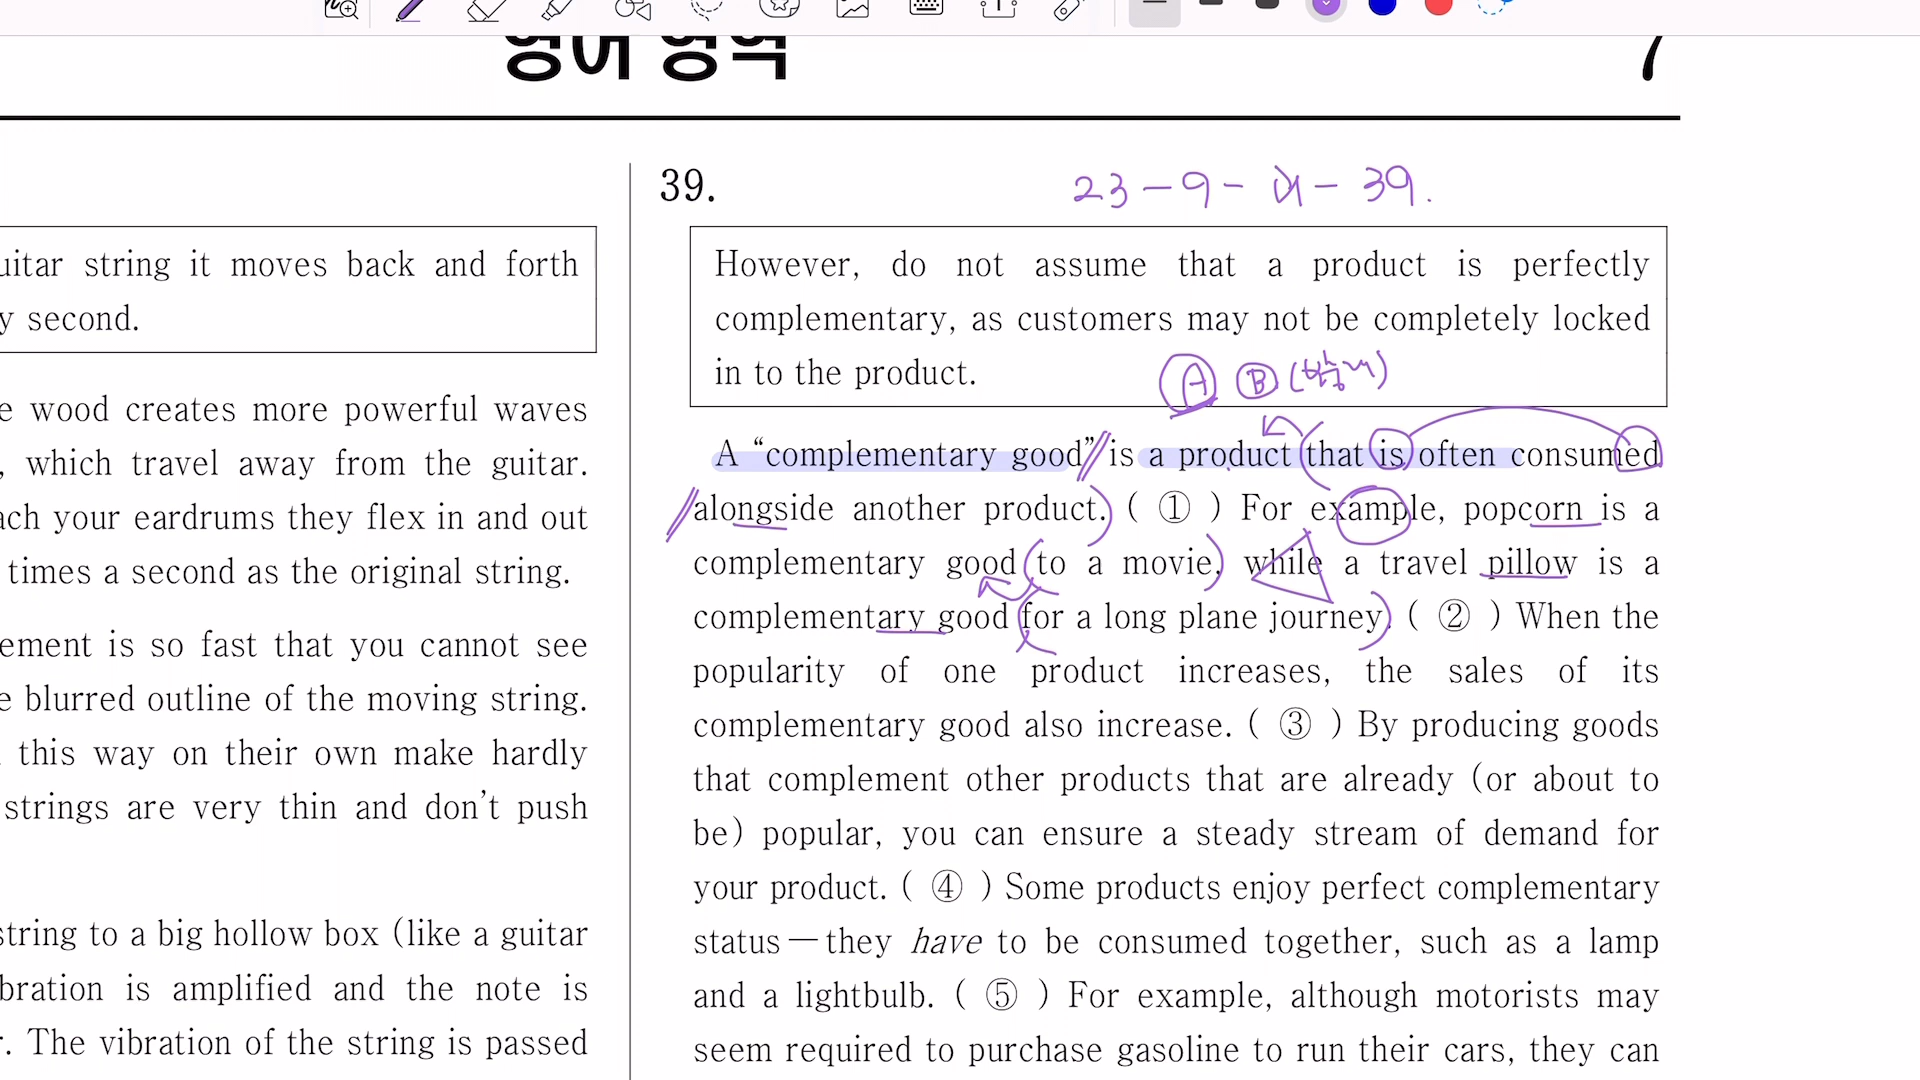 영어 영역
7
uitar string it moves back and forth
y second.
e wood creates more powerful waves
, which travel away from the guitar.
ach your eardrums they flex in and out
times a second as the original string.
ement is so fast that you cannot see
e blurred outline of the moving string.
this way on their own make hardly
strings are very thin and don't push
string to a big hollow box (like a guitar
bration is amplified and the note is
r. The vibration of the string is passed
39.
23-9- -39.
However, do not assume that a product is perfectly
complementary, as customers may not be completely locked
in to the product.
A B
A “complementary good” is a product that is often consumed
alongside another product. ( ① ) For example, popcorn is a
complementary good to a movie, while a travel pillow is a
complementary good for a long plane journey. ( ② ) When the
popularity of one product increases, the sales of its
complementary good also increase. ( ③ ) By producing goods
that complement other products that are already (or about to
be) popular, you can ensure a steady stream of demand for
your product. ( ④ ) Some products enjoy perfect complementary
status — they have to be consumed together, such as a lamp
and a lightbulb. ( ⑤ ) For example, although motorists may
seem required to purchase gasoline to run their cars, they can